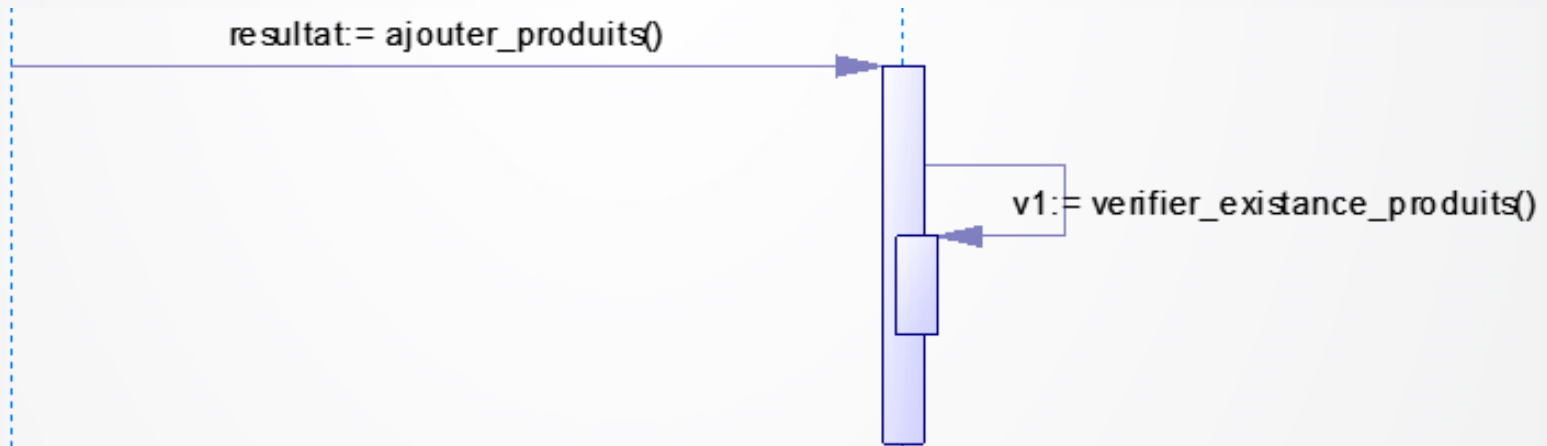 resultat:= ajouter_produits()
v1:= verifier_existance_produits()